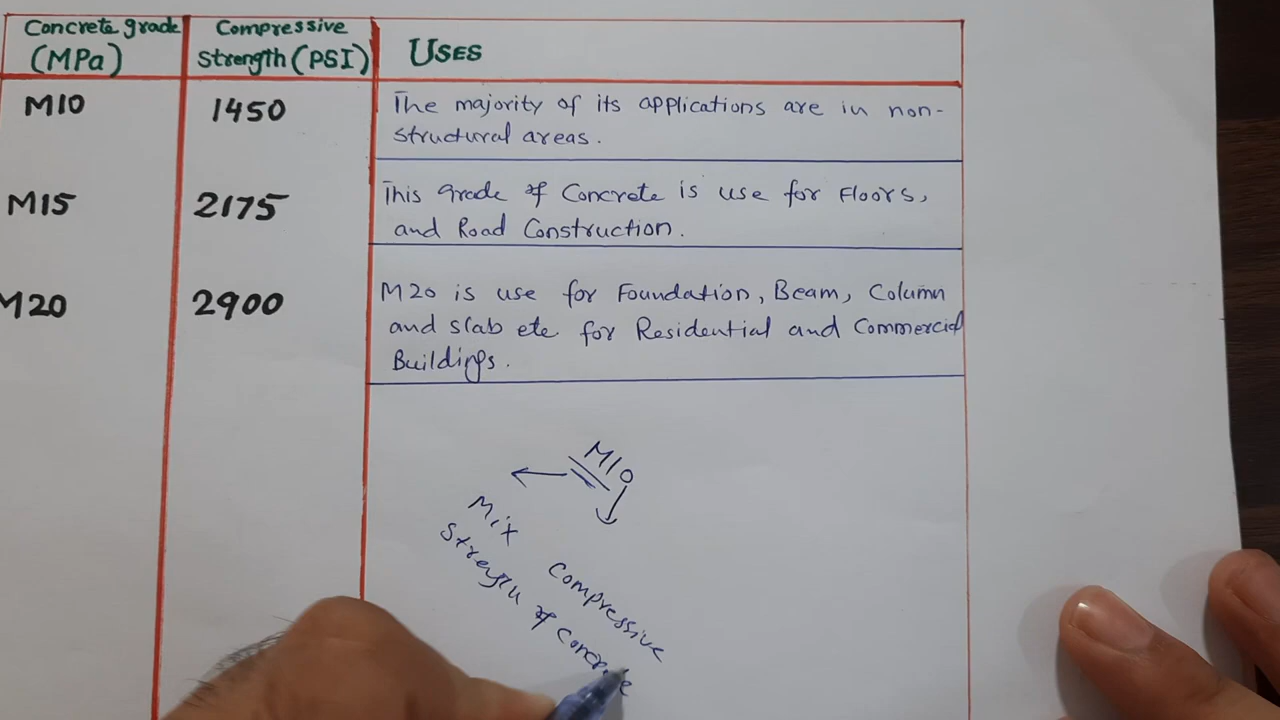 Concrete grade
(MPa)
Compressive
Strength (PSI)
USES
M10
1450
The majority of its applications are in non-
structural areas.
M15
2175
This grade of Concrete is use for Floors,
and Road Construction.
M20
2900
M20 is use for Foundation, Beam, Column
and slab etc for Residential and Commercial
Buildings.
M10
Mix
Compressive
Strength of Concrete